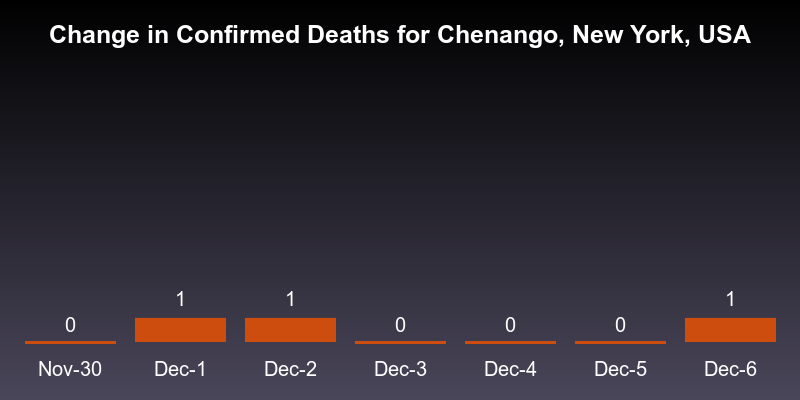 Change in Confirmed Deaths for Chenango, New York, USA
0 1 1 0 0 0 1
Nov-30 Dec-1 Dec-2 Dec-3 Dec-4 Dec-5 Dec-6